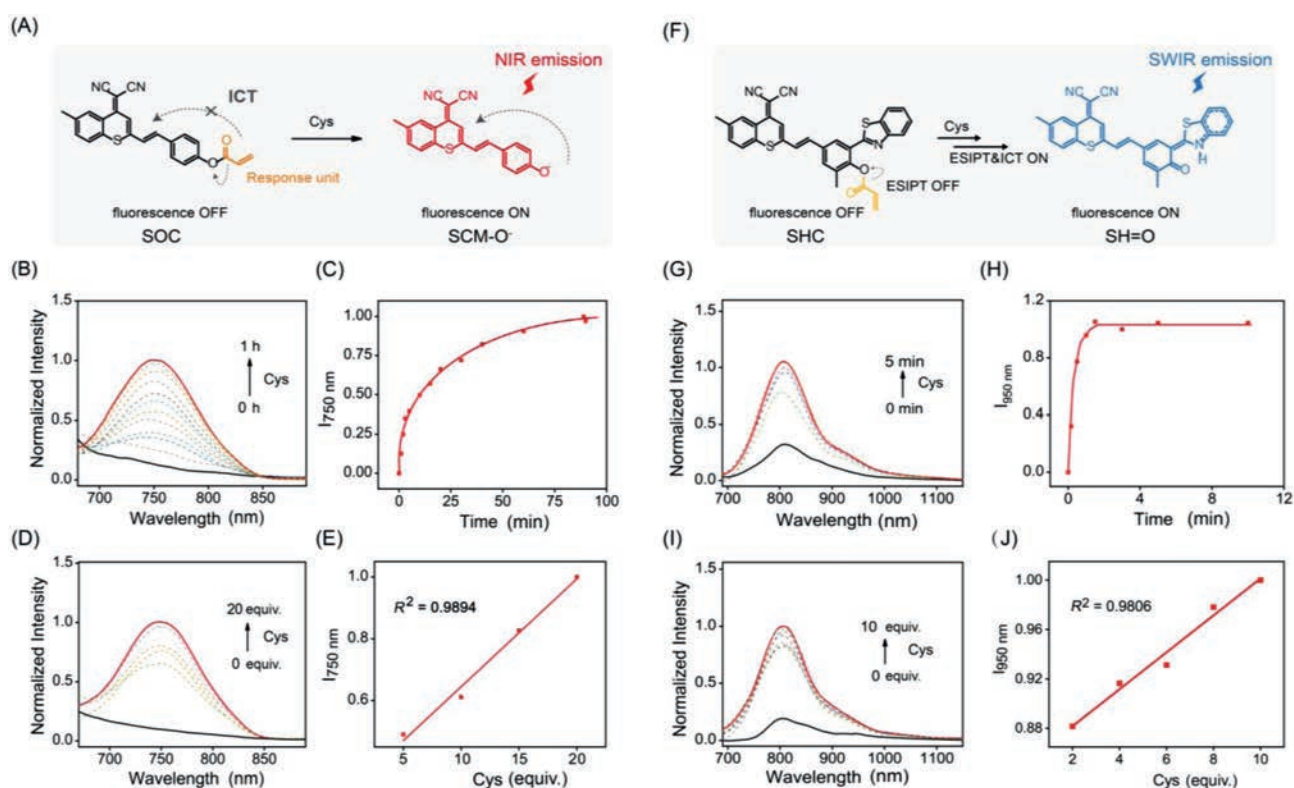 (A)
NIR emission
NC CN
ICT
NC CN
Cys
S
O
O
Response unit
S
O-
fluorescence OFF
fluorescence ON
SOC
SCM-O-
(F)
SWIR emission
NC CN
NC CN
S
N
Cys
ESIPT&ICT ON
S
N
H
S
O
O
ESIPT OFF
S
O
fluorescence OFF
fluorescence ON
SHC
SH=O
(B)
Normalized Intensity
1.5
1.0
0.5
0.0
1 h
Cys
0 h
700 750 800 850
Wavelength (nm)
(C)
I750 nm
1.00
0.75
0.50
0.25
0.00
0 25 50 75 100
Time (min)
(G)
Normalized Intensity
1.5
1.0
0.5
0.0
5 min
Cys
0 min
700 800 900 1000 1100
Wavelength (nm)
(H)
I950 nm
1.2
0.8
0.4
0.0
0 4 8 12
Time (min)
(D)
Normalized Intensity
1.5
1.0
0.5
0.0
20 equiv.
Cys
0 equiv.
700 750 800 850
Wavelength (nm)
(E)
I750 nm
R2 = 0.9894
1.0
0.8
0.6
5 10 15 20
Cys (equiv.)
(I)
Normalized Intensity
1.5
1.0
0.5
0.0
10 equiv.
Cys
0 equiv.
700 800 900 1000 1100
Wavelength (nm)
(J)
I950 nm
R2 = 0.9806
1.00
0.96
0.92
0.88
2 4 6 8 10
Cys (equiv.)